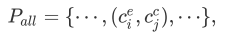 $P_{all} = \{\cdots, (c_i^e, c_j^c), \cdots\},$